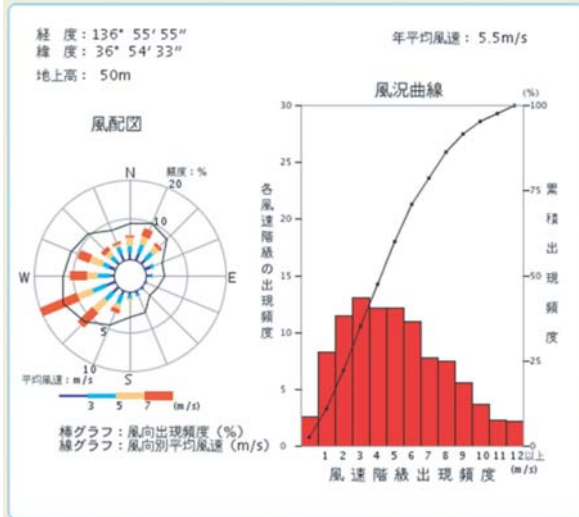 経 度：136° 55′ 55″
緯 度：36° 54′ 33″
地上高： 50m
年平均風速： 5.5m/s
風配図
頻度：%
20
10
N
W
E
S
5
10
平均風速：m/s
3 5 7 (m/s)
棒グラフ：風向出現頻度（%）
線グラフ：風向別平均風速（m/s）
風況曲線
(%)
各風速階級の出現頻度
30
25
20
15
10
5
0
100
75
50
25
0
累積出現頻度
1 2 3 4 5 6 7 8 9 10 11 12以上
風速階級出現頻度 (m/s)